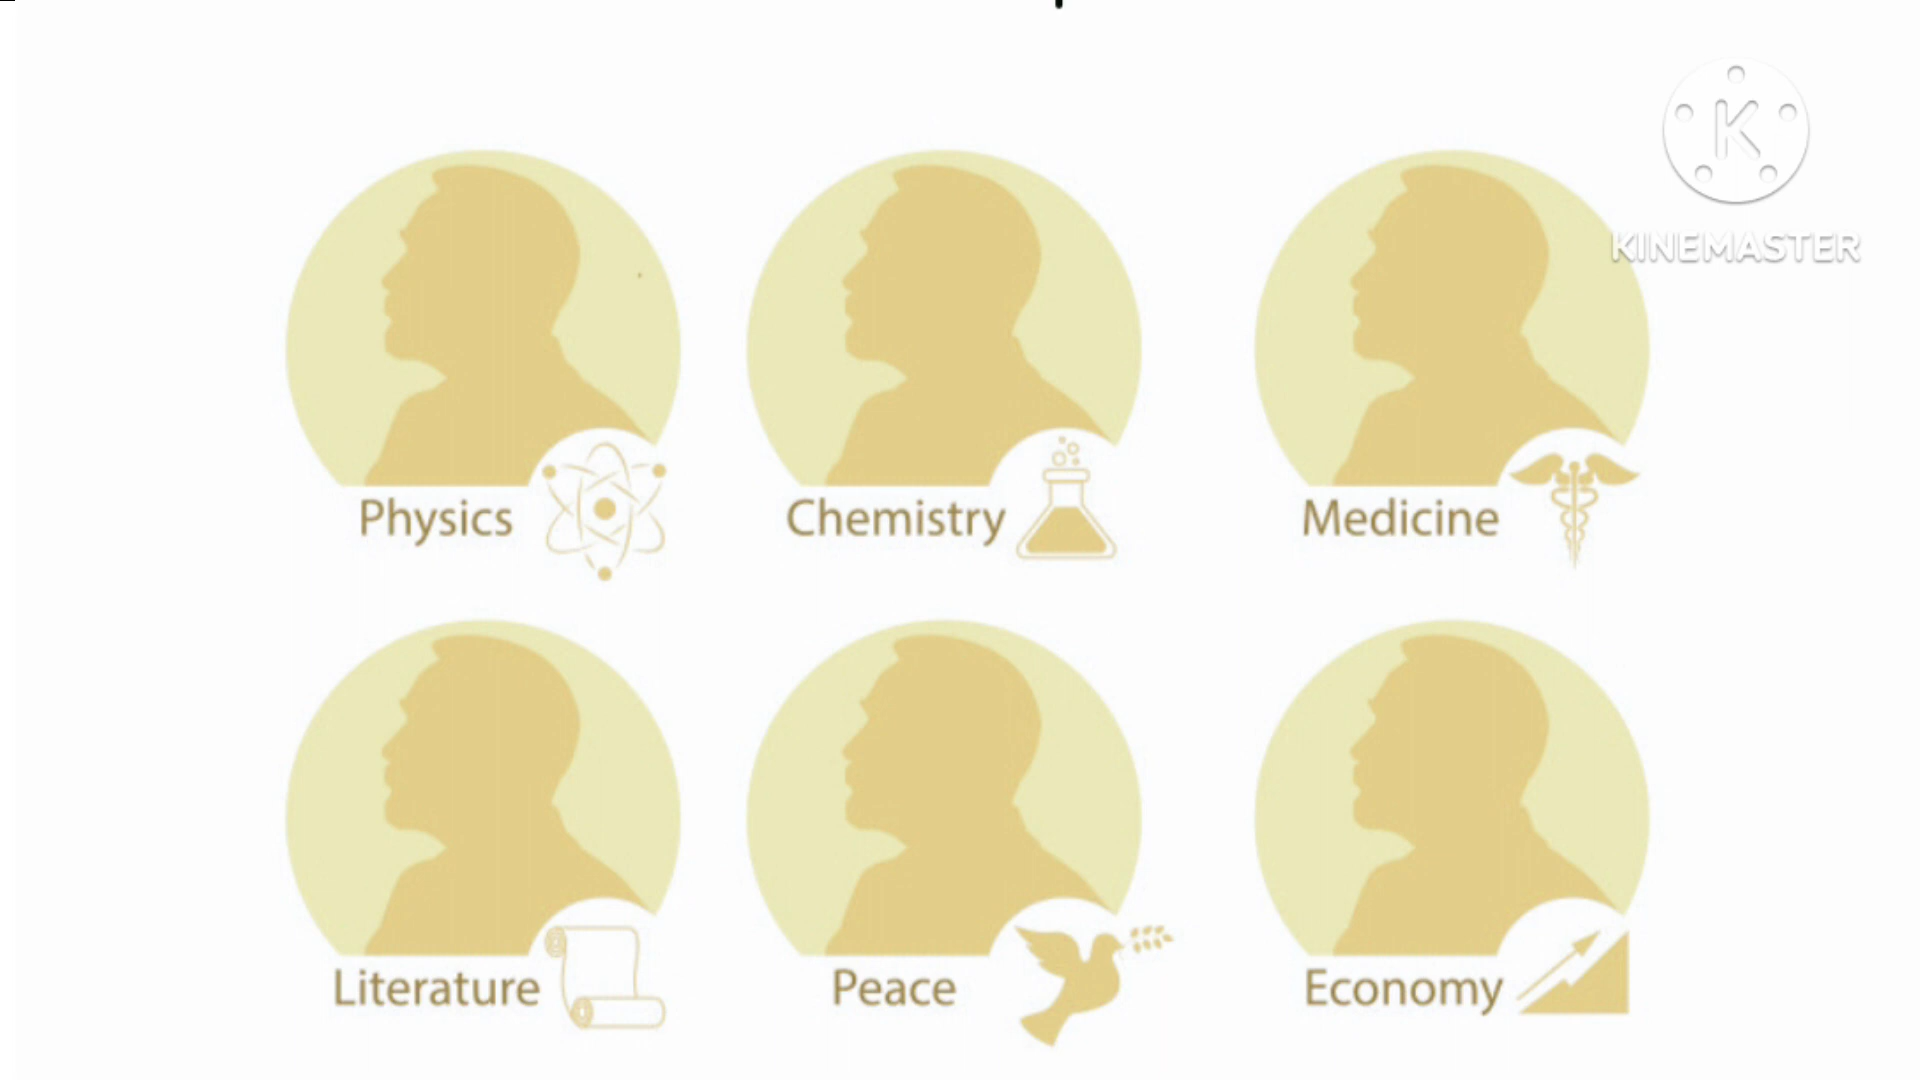 K
KINEMASTER
Physics
Chemistry
Medicine
Literature
Peace
Economy